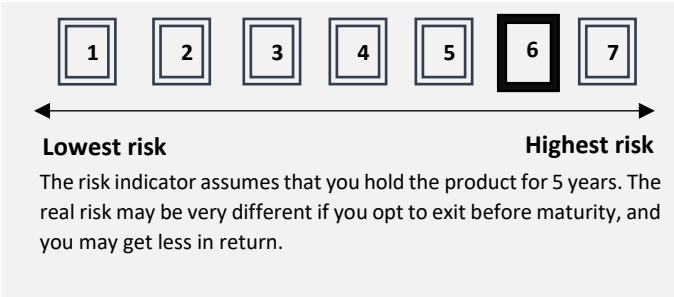 1 2 3 4 5 6 7
Lowest risk Highest risk
The risk indicator assumes that you hold the product for 5 years. The
real risk may be very different if you opt to exit before maturity, and
you may get less in return.